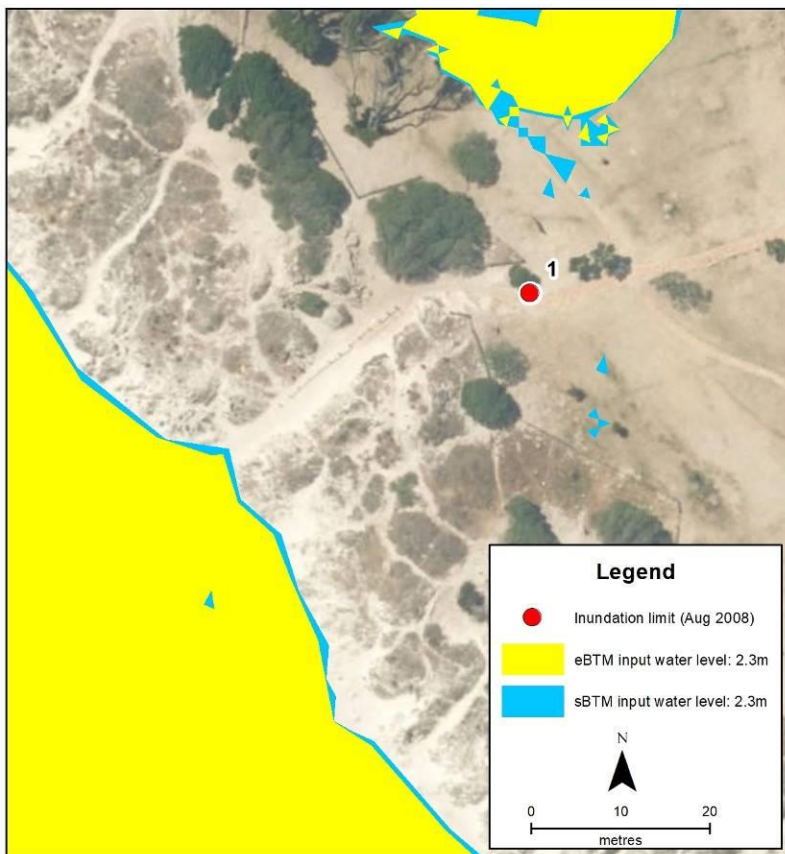 1
Legend
Inundation limit (Aug 2008)
eBTM input water level: 2.3m
sBTM input water level: 2.3m
N
0 10 20
metres